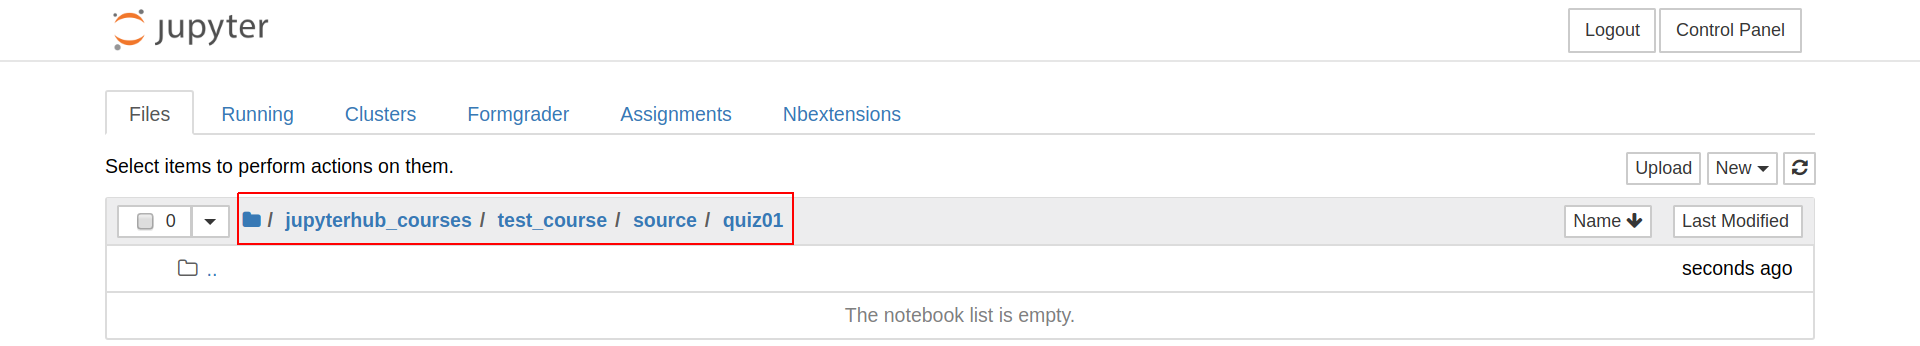 jupyter Logout Control Panel
Files Running Clusters Formgrader Assignments Nbextensions
Select items to perform actions on them. Upload New
0 / jupyterhub_courses / test_course / source / quiz01 Name Last Modified
.. seconds ago
The notebook list is empty.